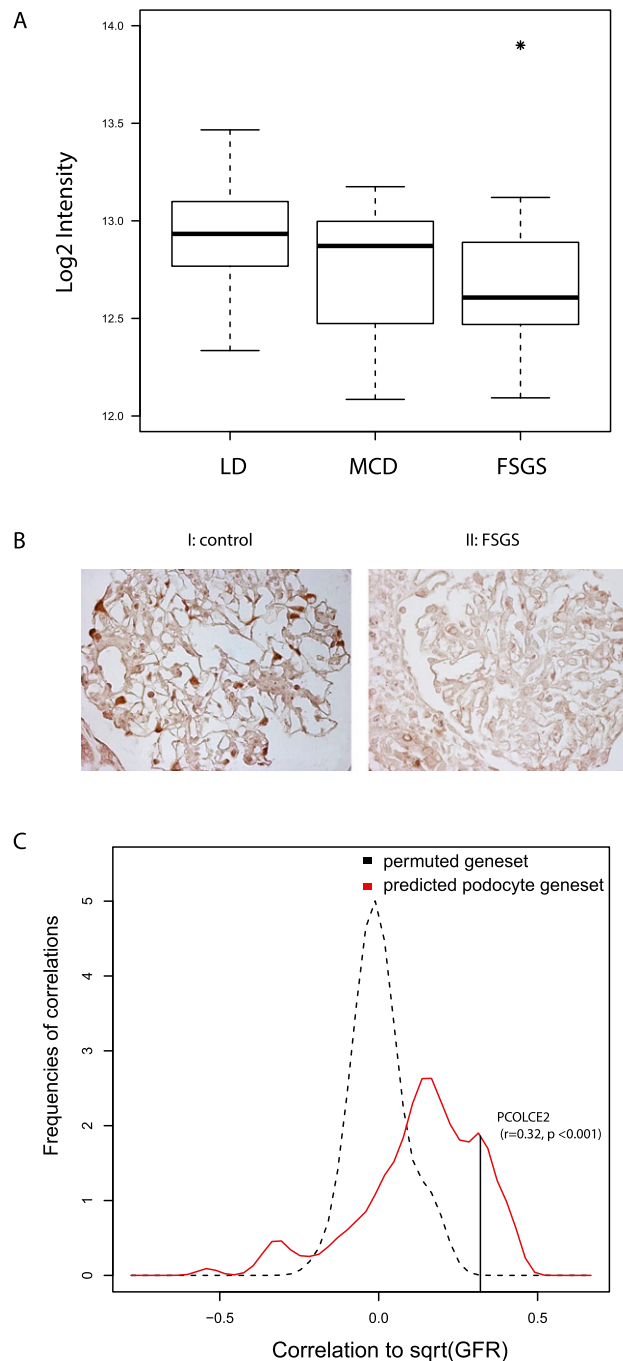 A
Log2 Intensity
14.0
13.5
13.0
12.5
12.0
*
LD MCD FSGS
B
I: control II: FSGS
C
Frequencies of correlations
5
4
3
2
1
0
permuted geneset
predicted podocyte geneset
PCOLCE2
(r=0.32, p <0.001)
−0.5 0.0 0.5
Correlation to sqrt(GFR)